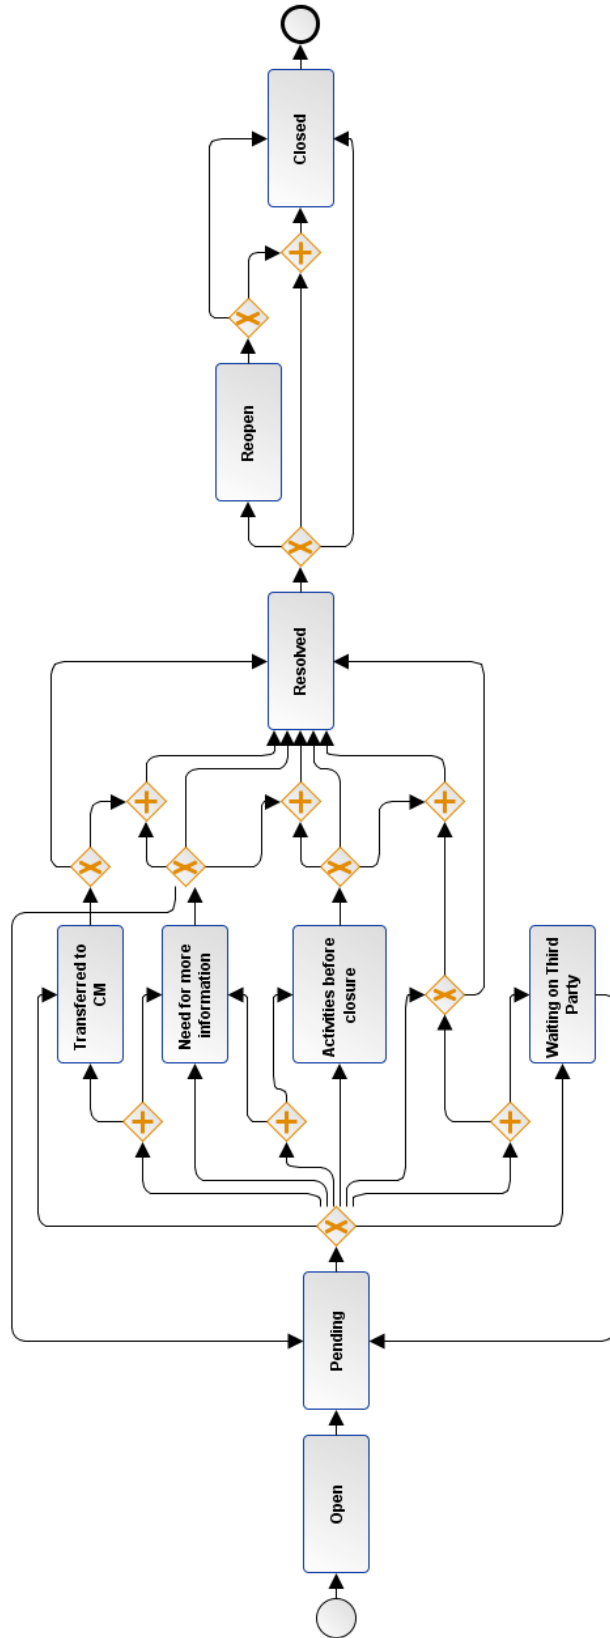 Closed
Reopen
Resolved
Transferred to
CM
Need for more
information
Activities before
closure
Waiting on Third
Party
Pending
Open